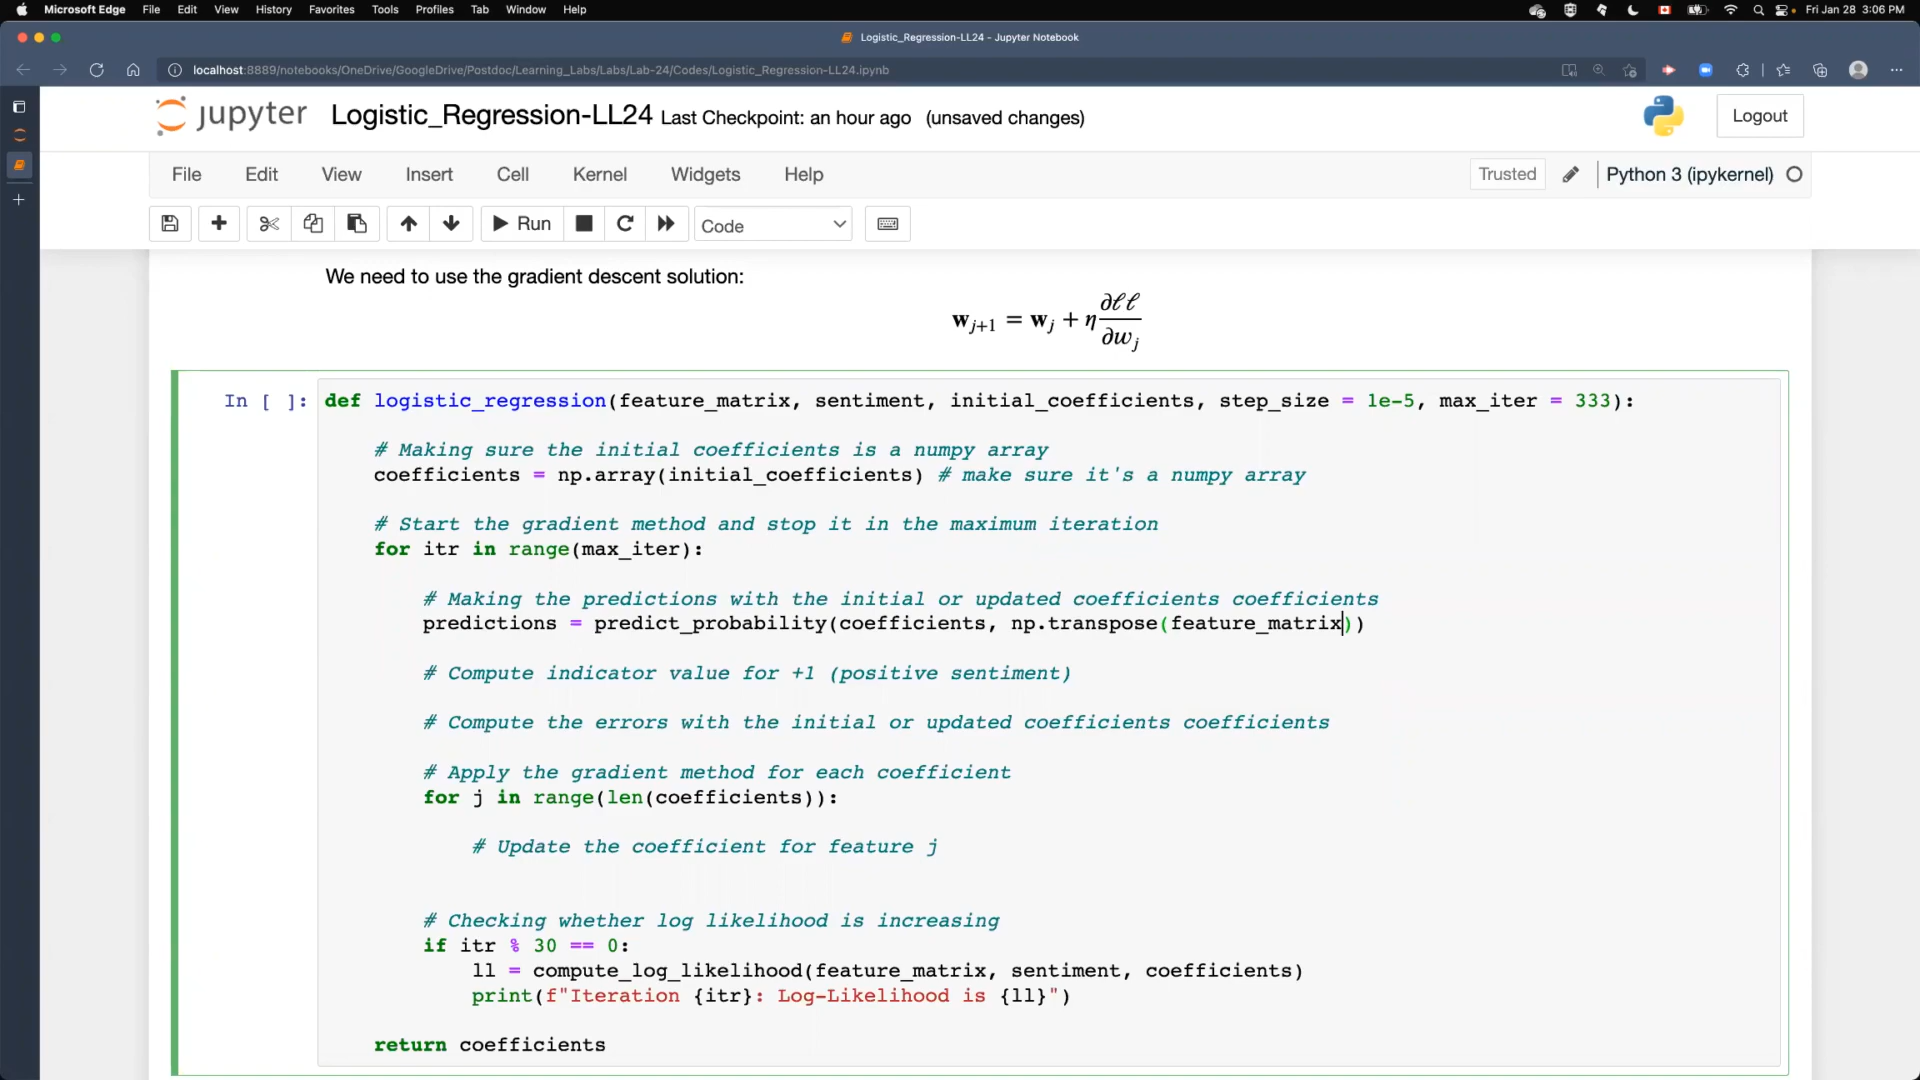 Microsoft Edge File Edit View History Favorites Tools Profiles Tab Window Help Fri Jan 28 3:06 PM
Logistic_Regression-LL24 - Jupyter Notebook
localhost:8889/notebooks/OneDrive/GoogleDrive/Postdoc/Learning_Labs/Labs/Lab-24/Codes/Logistic_Regression-LL24.ipynb
jupyter Logistic_Regression-LL24 Last Checkpoint: an hour ago (unsaved changes) Logout
File Edit View Insert Cell Kernel Widgets Help Trusted Python 3 (ipykernel)
Run Code
We need to use the gradient descent solution:
w_{j+1} = w_j + η ∂ℓℓ/∂w_j
In [ ]: def logistic_regression(feature_matrix, sentiment, initial_coefficients, step_size = 1e-5, max_iter = 333):
# Making sure the initial coefficients is a numpy array
coefficients = np.array(initial_coefficients) # make sure it's a numpy array
# Start the gradient method and stop it in the maximum iteration
for itr in range(max_iter):
# Making the predictions with the initial or updated coefficients coefficients
predictions = predict_probability(coefficients, np.transpose(feature_matrix))
# Compute indicator value for +1 (positive sentiment)
# Compute the errors with the initial or updated coefficients coefficients
# Apply the gradient method for each coefficient
for j in range(len(coefficients)):
# Update the coefficient for feature j
# Checking whether log likelihood is increasing
if itr % 30 == 0:
ll = compute_log_likelihood(feature_matrix, sentiment, coefficients)
print(f"Iteration {itr}: Log-Likelihood is {ll}")
return coefficients